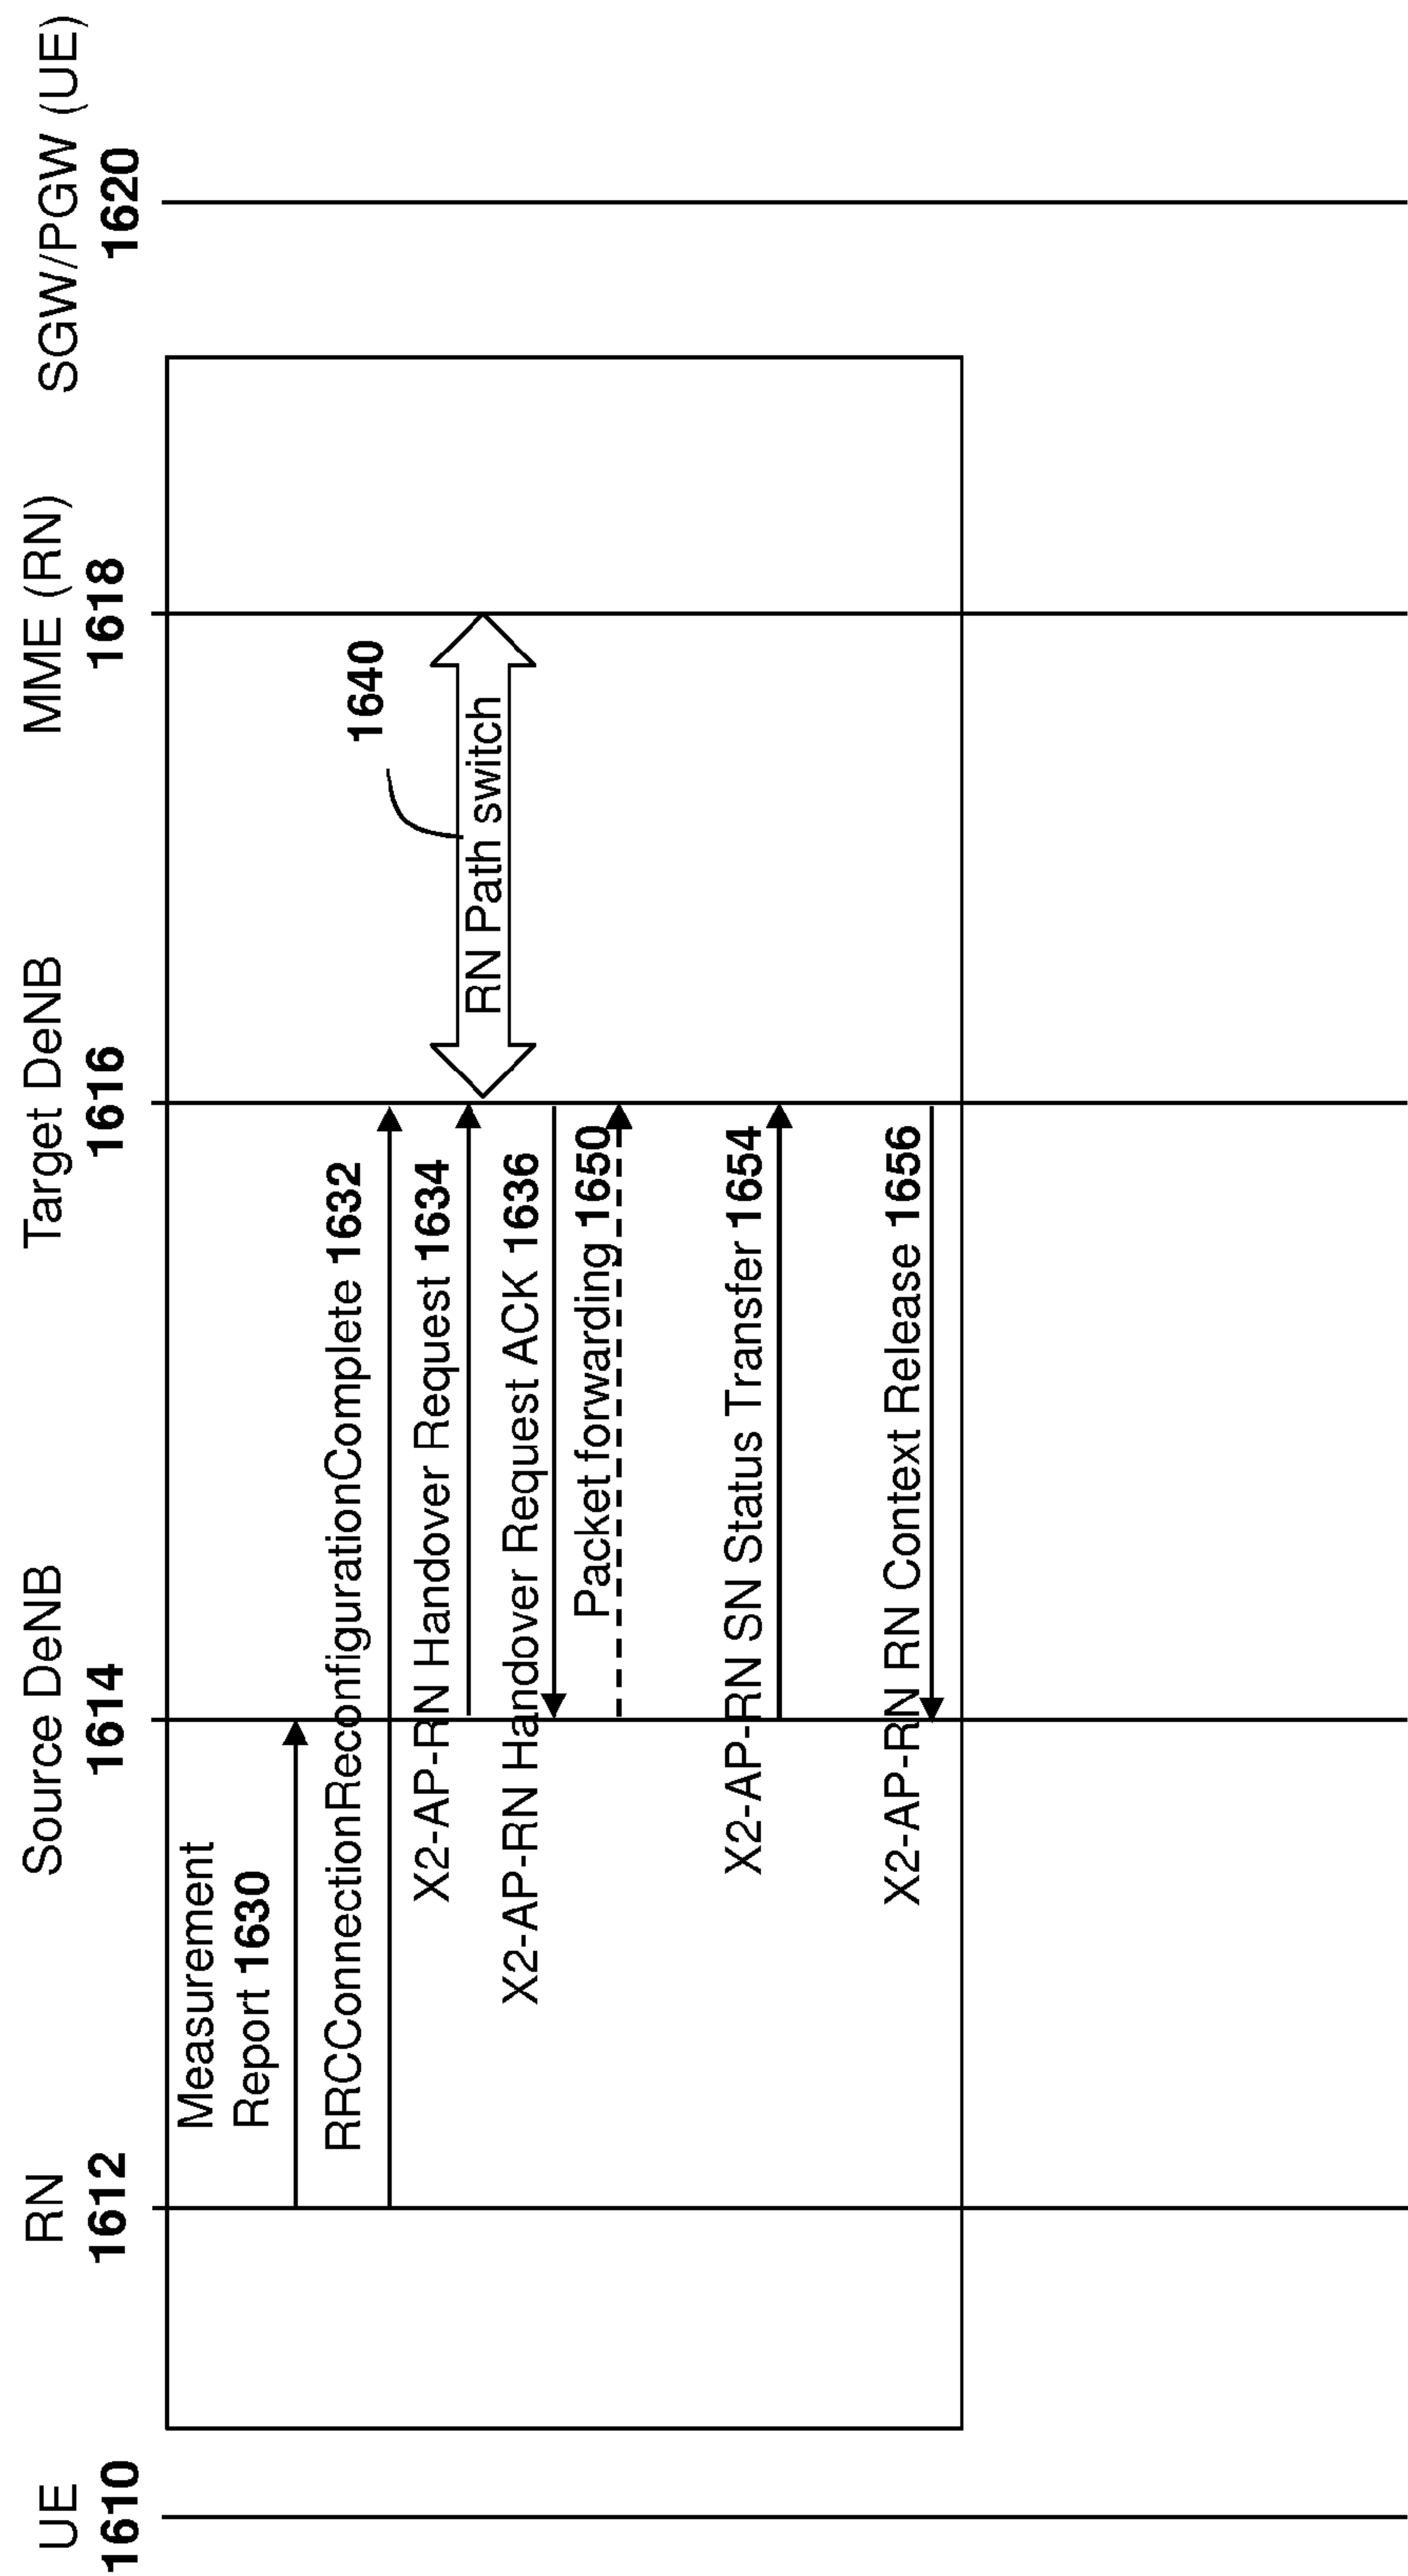 UE
1610
RN
1612
Source DeNB
1614
Target DeNB
1616
MME (RN)
1618
SGW/PGW (UE)
1620
Measurement
Report 1630
RRCConnectionReconfigurationComplete 1632
X2-AP-RN Handover Request 1634
1640
RN Path switch
X2-AP-RN Handover Request ACK 1636
Packet forwarding 1650
X2-AP-RN SN Status Transfer 1654
X2-AP-RN RN Context Release 1656